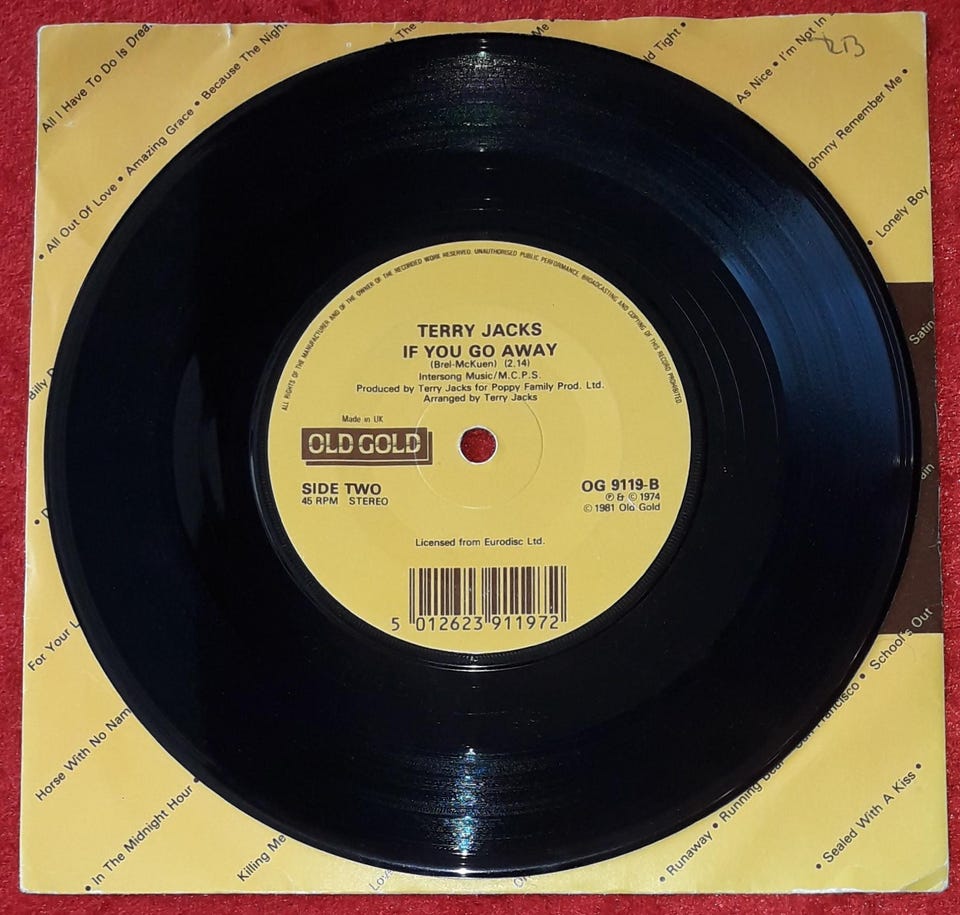 All I Have To Do Is Drea
Because The Nigh
f The
Me
ld Tight •
As Nice • I'm Not In
• All Out Of Love • Amazing Grace •
ohnny Remember Me •
• Lonely Boy
ALL RIGHTS OF THE MANUFACTURER AND OF THE OWNER OF THE RECORDED WORK RESERVED. UNAUTHORISED PUBLIC PERFORMANCE, BROADCASTING AND COPYING OF THIS RECORD PROHIBITED
TERRY JACKS
IF YOU GO AWAY
(Brel-McKuen) (2.14)
Intersong Music/M.C.P.S.
Produced by Terry Jacks for Poppy Family Prod. Ltd.
Arranged by Terry Jacks
Satin
Billy
Made in UK
OLD GOLD
SIDE TWO
45 RPM STEREO
OG 9119-B
℗ & © 1974
© 1981 Old Gold
Licensed from Eurodisc Ltd.
5 012623 911972
• D
ain
For Your L
School's Out
San Francisco •
Horse With No Nam
• In The Midnight Hour •
Killing Me
Lov
• Runaway • Running Bear
• Sealed With A Kiss •